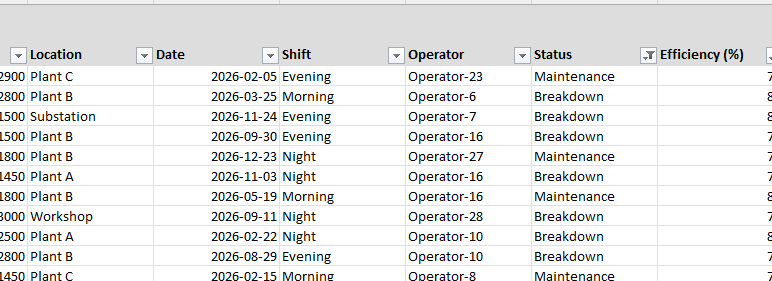 Location Date Shift Operator Status Efficiency (%)
2900 Plant C 2026-02-05 Evening Operator-23 Maintenance 7
2800 Plant B 2026-03-25 Morning Operator-6 Breakdown 8
1500 Substation 2026-11-24 Evening Operator-7 Breakdown 8
1500 Plant B 2026-09-30 Evening Operator-16 Breakdown 7
1800 Plant B 2026-12-23 Night Operator-27 Maintenance 7
1450 Plant A 2026-11-03 Night Operator-16 Breakdown 7
1800 Plant B 2026-05-19 Morning Operator-16 Maintenance 8
3000 Workshop 2026-09-11 Night Operator-28 Breakdown 7
2500 Plant A 2026-02-22 Night Operator-10 Breakdown 8
2800 Plant B 2026-08-29 Evening Operator-10 Breakdown 7
1450 Plant C 2026-02-15 Morning Operator-8 Maintenance 7